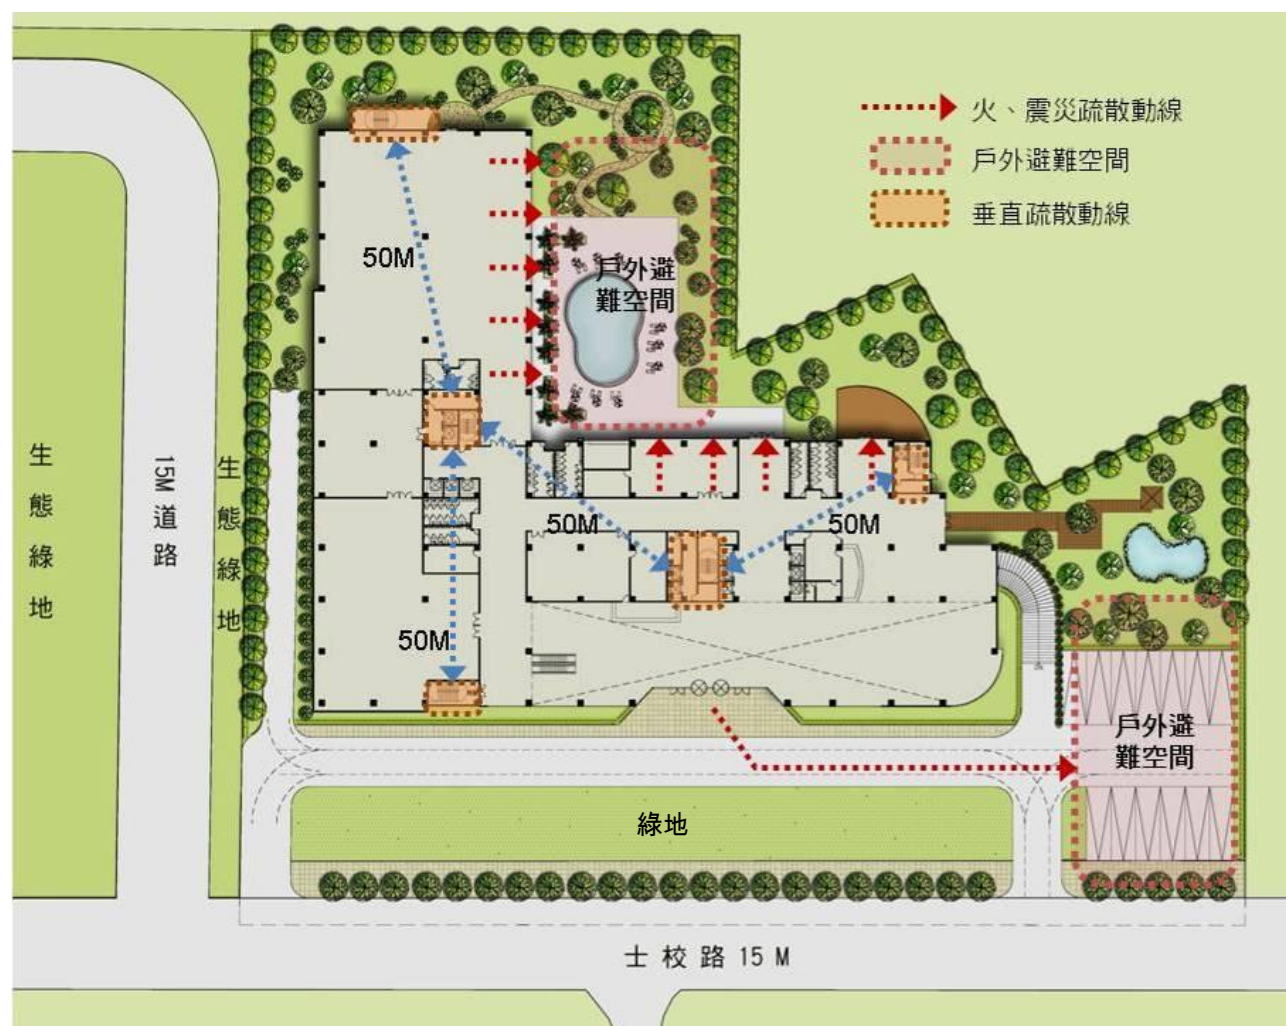 火、震災疏散動線
戶外避難空間
垂直疏散動線
50M
戶外避
難空間
生態綠地
15M 道路
生態綠地
50M
50M
50M
戶外避
難空間
綠地
士校路 15 M